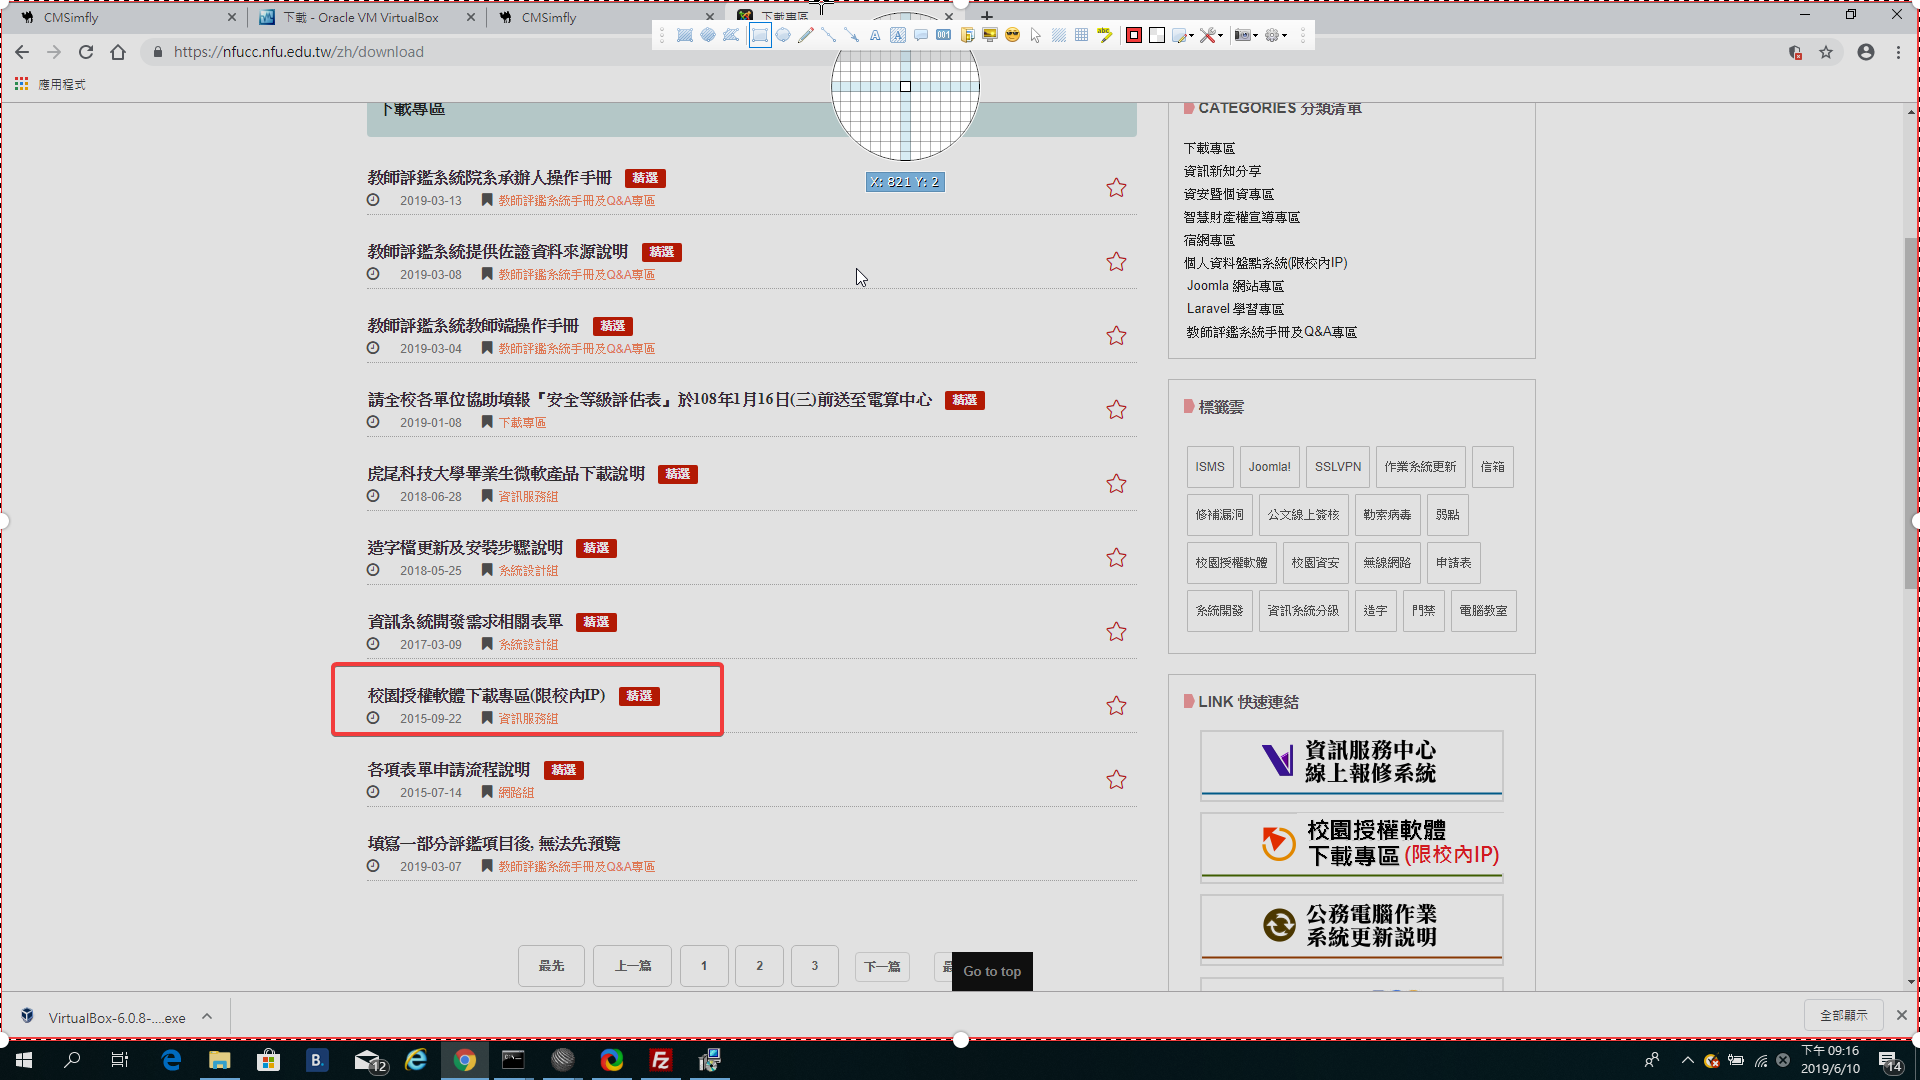 CMSimfly
下載 - Oracle VM VirtualBox
CMSimfly
下載專區
https://nfucc.nfu.edu.tw/zh/download
應用程式
X: 821 Y: 2
下載專區
教師評鑑系統院系承辦人操作手冊 精選
2019-03-13 教師評鑑系統手冊及Q&A專區
教師評鑑系統提供佐證資料來源說明 精選
2019-03-08 教師評鑑系統手冊及Q&A專區
教師評鑑系統教師端操作手冊 精選
2019-03-04 教師評鑑系統手冊及Q&A專區
請全校各單位協助填報『安全等級評估表』於108年1月16日(三)前送至電算中心 精選
2019-01-08 下載專區
虎尾科技大學畢業生微軟產品下載說明 精選
2018-06-28 資訊服務組
造字檔更新及安裝步驟說明 精選
2018-05-25 系統設計組
資訊系統開發需求相關表單 精選
2017-03-09 系統設計組
校園授權軟體下載專區(限校內IP) 精選
2015-09-22 資訊服務組
各項表單申請流程說明 精選
2015-07-14 網路組
填寫一部分評鑑項目後, 無法先預覽
2019-03-07 教師評鑑系統手冊及Q&A專區
最先 上一篇 1 2 3 下一篇
Go to top
CATEGORIES 分類清單
下載專區
資訊新知分享
資安暨個資專區
智慧財產權宣導專區
宿網專區
個人資料盤點系統(限校內IP)
Joomla 網站專區
Laravel 學習專區
教師評鑑系統手冊及Q&A專區
標籤雲
ISMS Joomla! SSLVPN 作業系統更新 信箱
修補漏洞 公文線上簽核 勒索病毒 弱點
校園授權軟體 校園資安 無線網路 申請表
系統開發 資訊系統分級 造字 門禁 電腦教室
LINK 快速連結
資訊服務中心
線上報修系統
校園授權軟體
下載專區(限校內IP)
公務電腦作業
系統更新說明
VirtualBox-6.0.8-....exe
全部顯示
B.
12
下午 09:16
2019/6/10
14